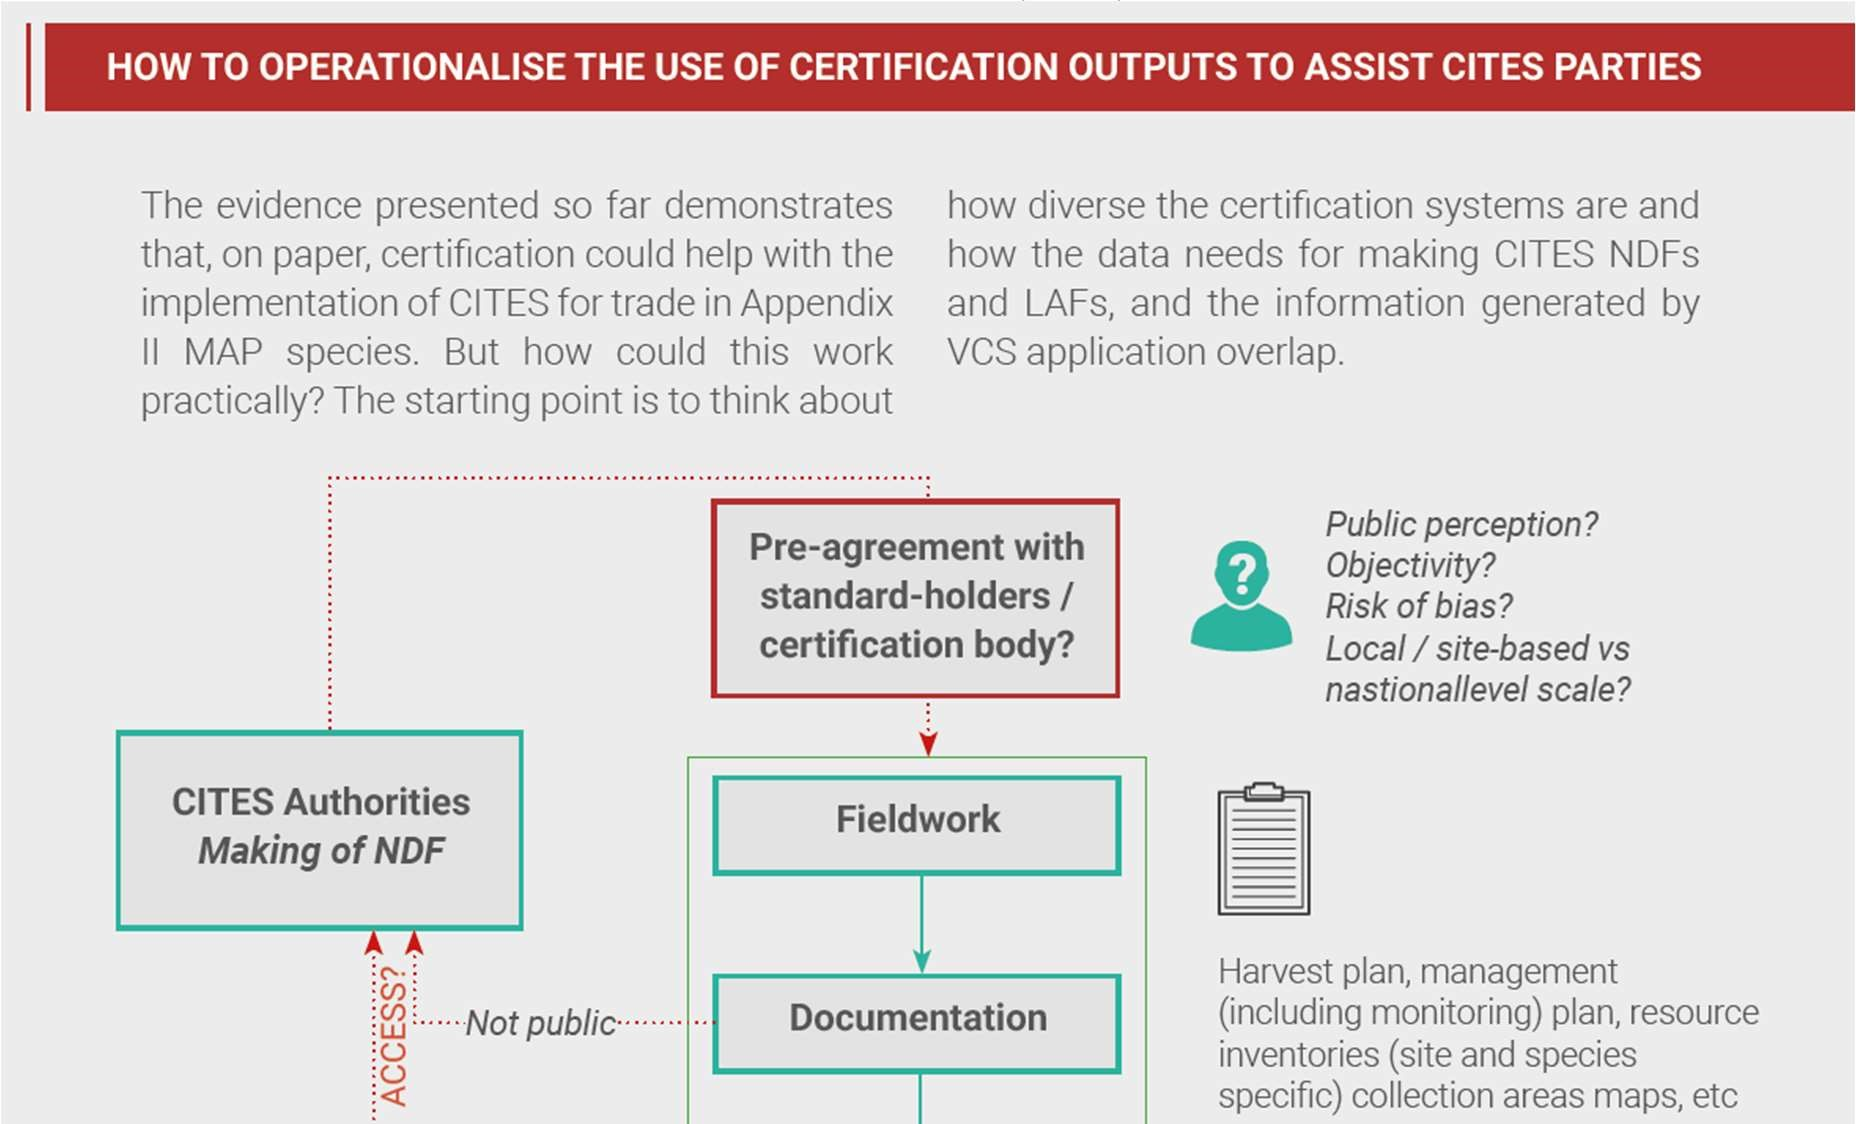 HOW TO OPERATIONALISE THE USE OF CERTIFICATION OUTPUTS TO ASSIST CITES PARTIES
The evidence presented so far demonstrates
that, on paper, certification could help with the
implementation of CITES for trade in Appendix
II MAP species. But how could this work
practically? The starting point is to think about
how diverse the certification systems are and
how the data needs for making CITES NDFs
and LAFs, and the information generated by
VCS application overlap.
Pre-agreement with
standard-holders /
certification body?
?
Public perception?
Objectivity?
Risk of bias?
Local / site-based vs
nastionallevel scale?
CITES Authorities
Making of NDF
Fieldwork
ACCESS?
Not public
Documentation
Harvest plan, management
(including monitoring) plan, resource
inventories (site and species
specific) collection areas maps, etc